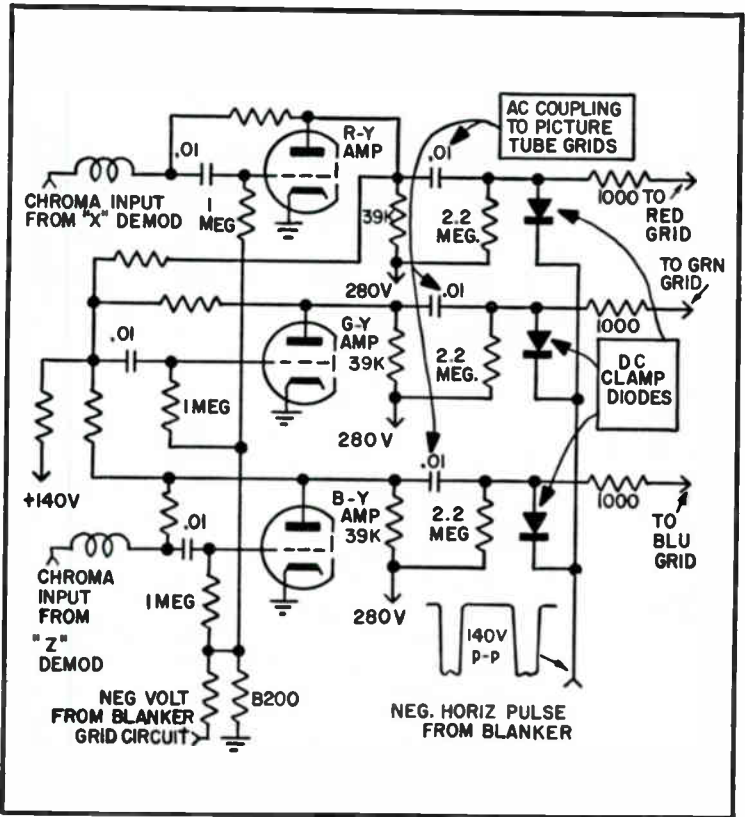 AC COUPLING
TO PICTURE
TUBE GRIDS
R-Y
AMP
.01
.01
CHROMA INPUT
FROM "X" DEMOD
1
MEG
39K
2.2
MEG.
1000
TO
RED
GRID
280V
.01
TO GRN
GRID
.01
G-Y
AMP
39K
2.2
MEG.
1000
DC
CLAMP
DIODES
1MEG
280V
+140V
.01
B-Y
AMP
39K
2.2
MEG
1000
TO
BLU
GRID
.01
CHROMA
INPUT
FROM
"Z"
DEMOD
1MEG
280V
140V
P-P
NEG VOLT
FROM BLANKER
GRID CIRCUIT
B200
NEG. HORIZ PULSE
FROM BLANKER